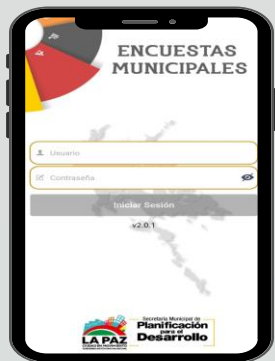 ENCUESTAS
MUNICIPALES
Usuario
Contraseña
Iniciar Sesión
v2.0.1
Secretaría Municipal de
Planificación
para el
Desarrollo
LA PAZ